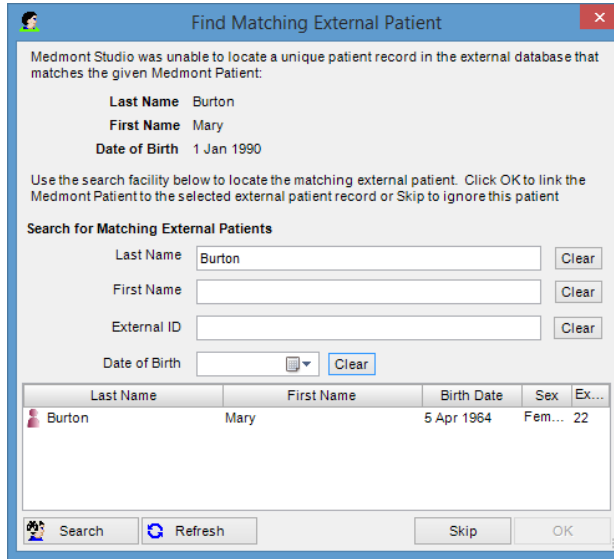 Find Matching External Patient
Medmont Studio was unable to locate a unique patient record in the external database that
matches the given Medmont Patient:
Last Name Burton
First Name Mary
Date of Birth 1 Jan 1990
Use the search facility below to locate the matching external patient. Click OK to link the
Medmont Patient to the selected external patient record or Skip to ignore this patient
Search for Matching External Patients
Last Name Burton Clear
First Name Clear
External ID Clear
Date of Birth Clear
Last Name First Name Birth Date Sex Ex...
Burton Mary 5 Apr 1964 Fem... 22
Search Refresh Skip OK